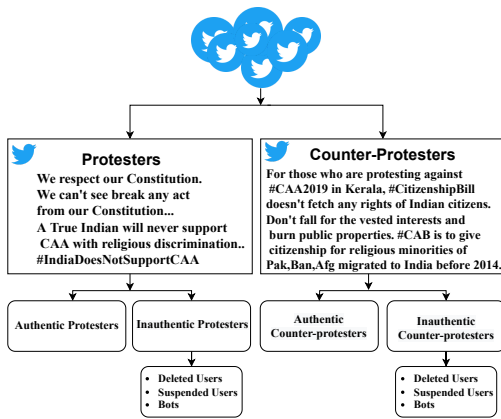 Protesters
We respect our Constitution.
We can't see break any act
from our Constitution...
A True Indian will never support
CAA with religious discrimination..
#IndiaDoesNotSupportCAA
Counter-Protesters
For those who are protesting against
#CAA2019 in Kerala, #CitizenshipBill
doesn't fetch any rights of Indian citizens.
Don't fall for the vested interests and
burn public properties. #CAB is to give
citizenship for religious minorities of
Pak,Ban,Afg migrated to India before 2014.
Authentic Protesters
Inauthentic Protesters
Authentic
Counter-protesters
Inauthentic
Counter-protesters
• Deleted Users
• Suspended Users
• Bots
• Deleted Users
• Suspended Users
• Bots